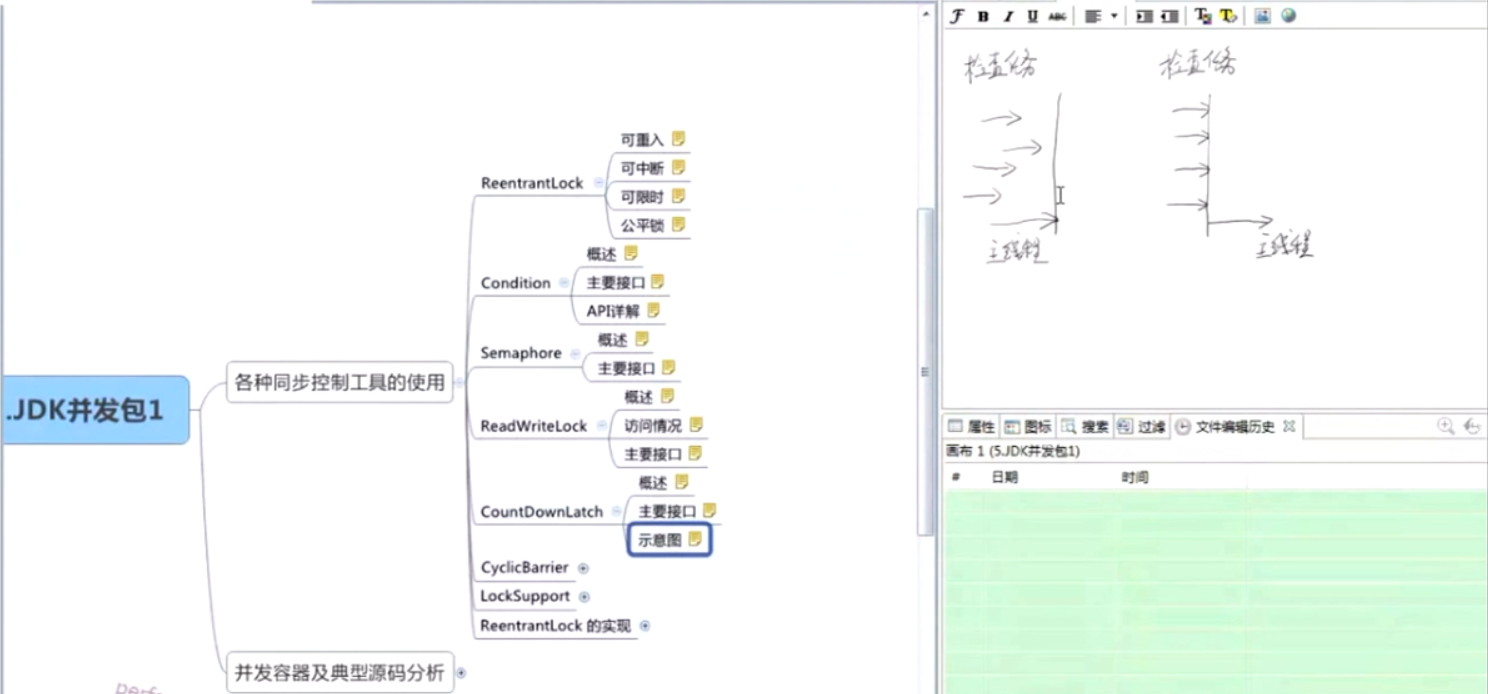 .JDK并发包1
各种同步控制工具的使用
ReentrantLock
可重入
可中断
可限时
公平锁
Condition
概述
主要接口
API详解
Semaphore
概述
主要接口
ReadWriteLock
概述
访问情况
主要接口
CountDownLatch
概述
主要接口
示意图
CyclicBarrier
LockSupport
ReentrantLock 的实现
并发容器及典型源码分析
B I U ABC
检查任务
检查任务
主线程
主线程
属性 图标 搜索 过滤 文件编辑历史
画布 1 (5.JDK并发包1)
# 日期 时间